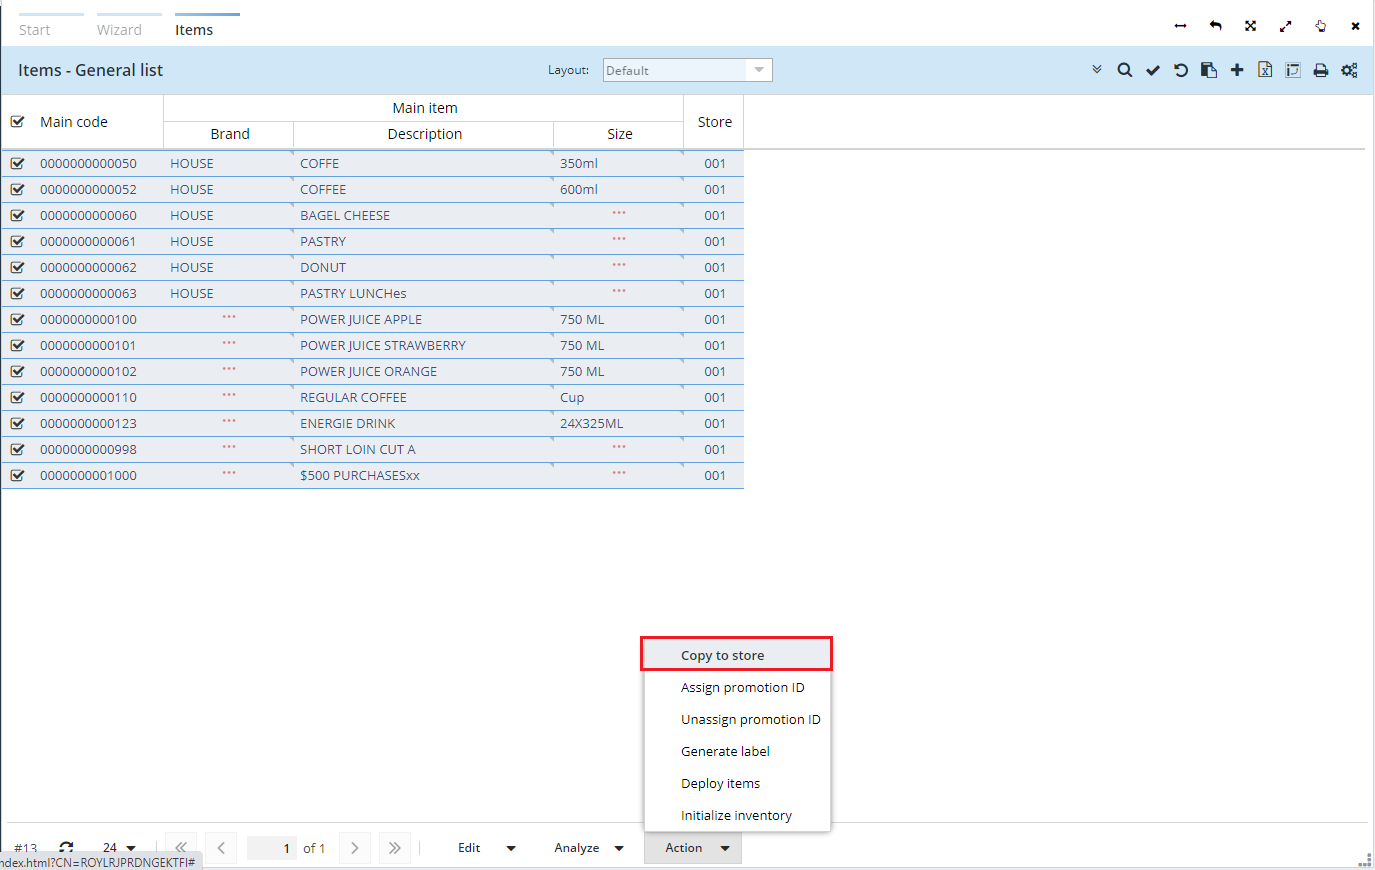 Start Wizard Items
Items - General list Layout: Default
Main code Main item Store
Brand Description Size
0000000000050 HOUSE COFFE 350ml 001
0000000000052 HOUSE COFFEE 600ml 001
0000000000060 HOUSE BAGEL CHEESE *** 001
0000000000061 HOUSE PASTRY *** 001
0000000000062 HOUSE DONUT *** 001
0000000000063 HOUSE PASTRY LUNCHes *** 001
0000000000100 *** POWER JUICE APPLE 750 ML 001
0000000000101 *** POWER JUICE STRAWBERRY 750 ML 001
0000000000102 *** POWER JUICE ORANGE 750 ML 001
0000000000110 *** REGULAR COFFEE Cup 001
0000000000123 *** ENERGIE DRINK 24X325ML 001
0000000000998 *** SHORT LOIN CUT A *** 001
0000000001000 *** $500 PURCHASESxx *** 001
Copy to store
Assign promotion ID
Unassign promotion ID
Generate label
Deploy items
Initialize inventory
#13 24 1 of 1 Edit Analyze Action
ndex.html?CN=ROYLRJPRDNGEKTFI#